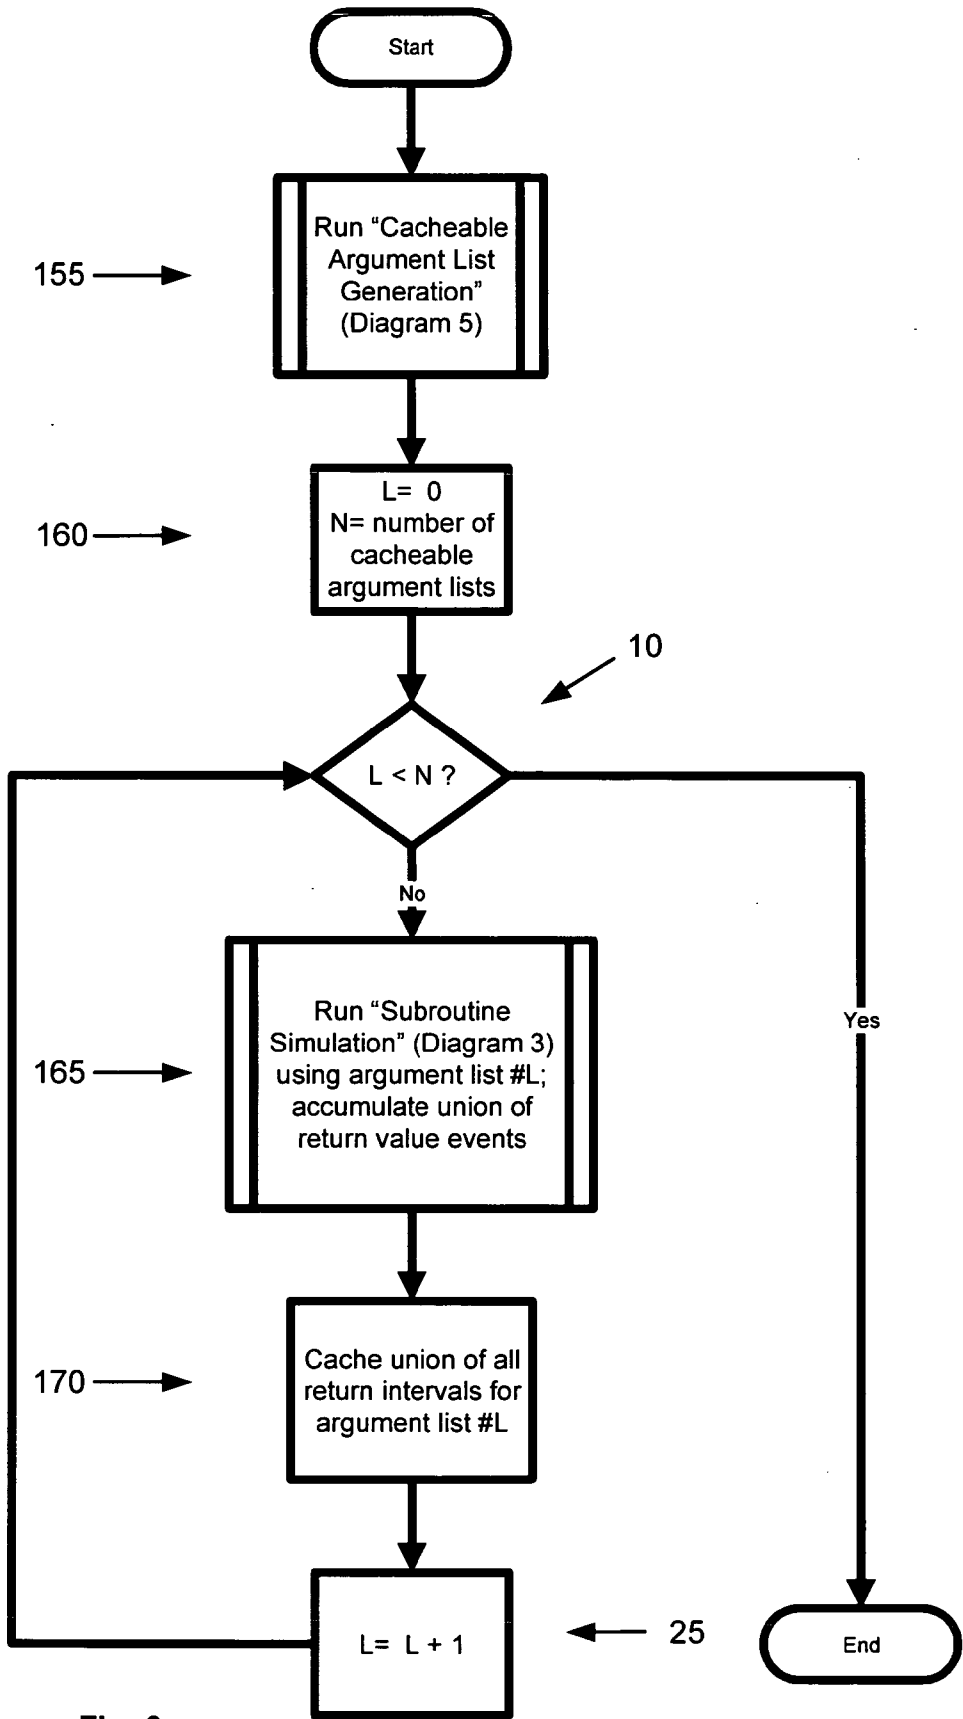 Start
Run “Cacheable
Argument List
Generation”
(Diagram 5)
155
L= 0
N= number of
cacheable
argument lists
160
10
L < N ?
No
Yes
Run “Subroutine
Simulation” (Diagram 3)
using argument list #L;
accumulate union of
return value events
165
Cache union of all
return intervals for
argument list #L
170
L= L + 1
25
End